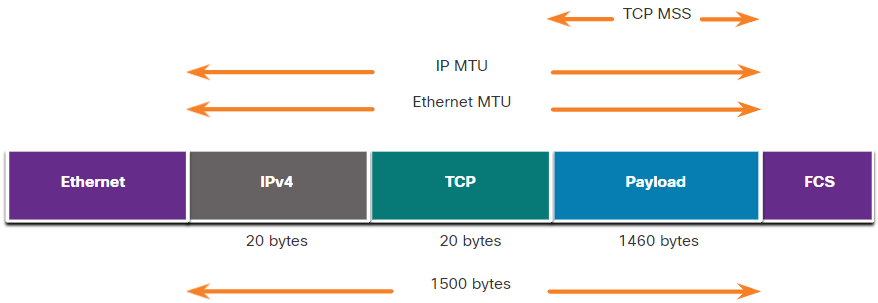 TCP MSS
IP MTU
Ethernet MTU
Ethernet IPv4 TCP Payload FCS
20 bytes 20 bytes 1460 bytes
1500 bytes